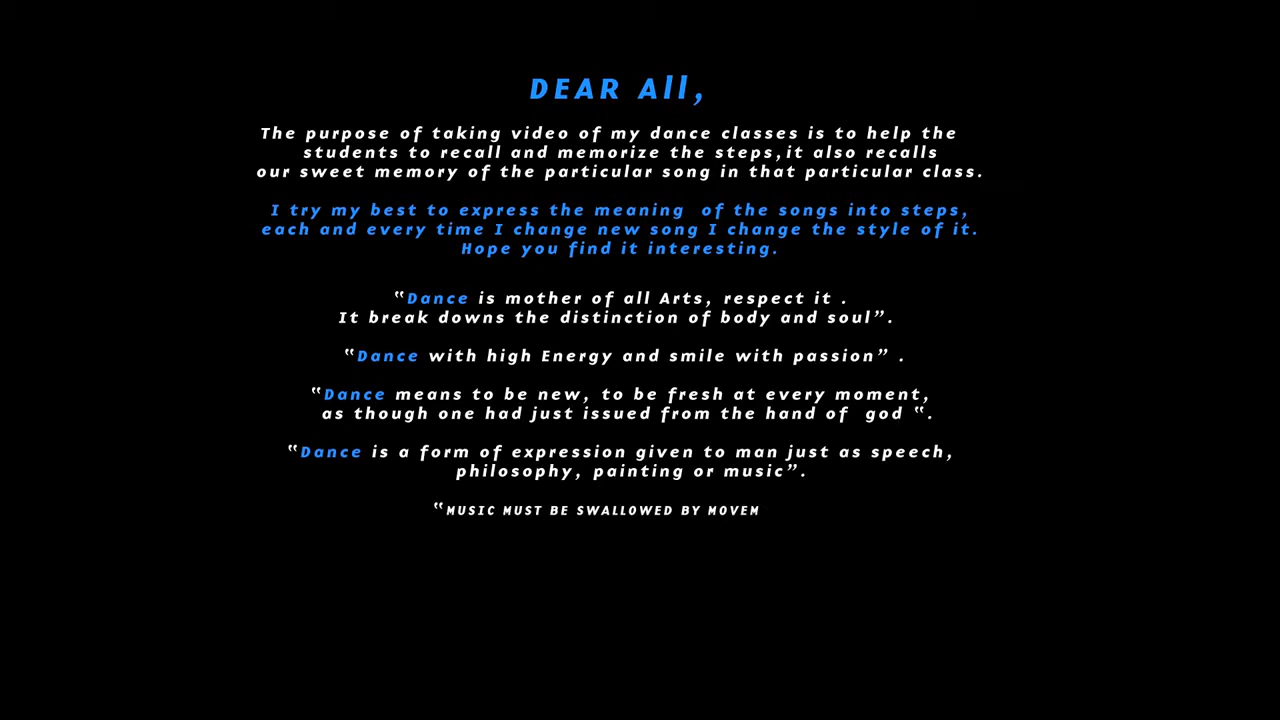 DEAR All,
The purpose of taking video of my dance classes is to help the
students to recall and memorize the steps,it also recalls
our sweet memory of the particular song in that particular class.
I try my best to express the meaning  of the songs into steps,
each and every time I change new song I change the style of it.
Hope you find it interesting.
“Dance is mother of all Arts, respect it .
It break downs the distinction of body and soul”.
“Dance with high Energy and smile with passion” .
“Dance means to be new, to be fresh at every moment,
as though one had just issued from the hand of  god “.
“Dance is a form of expression given to man just as speech,
philosophy, painting or music”.
“MUSIC MUST BE SWALLOWED BY MOVEM